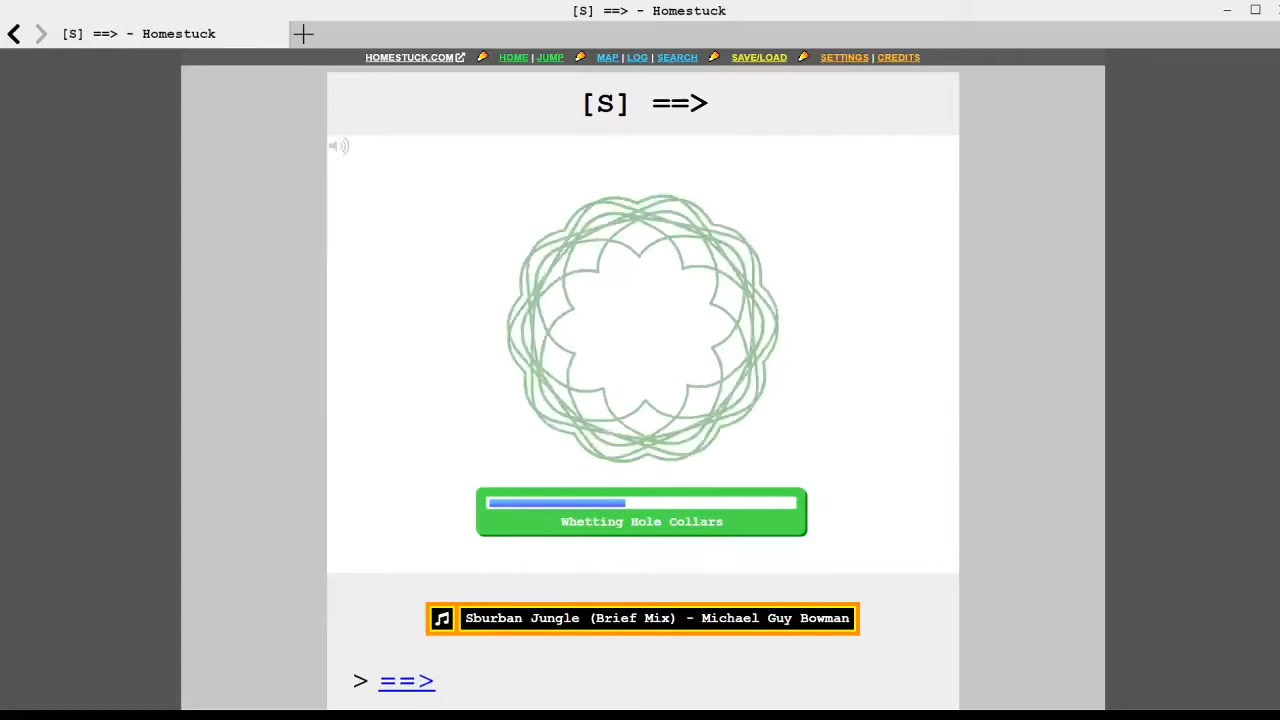 [S] ==> - Homestuck
[S] ==> - Homestuck
HOMESTUCK.COM HOME | JUMP MAP | LOG | SEARCH SAVE/LOAD SETTINGS | CREDITS
[S] ==>
Whetting Hole Collars
Sburban Jungle (Brief Mix) - Michael Guy Bowman
> ==>